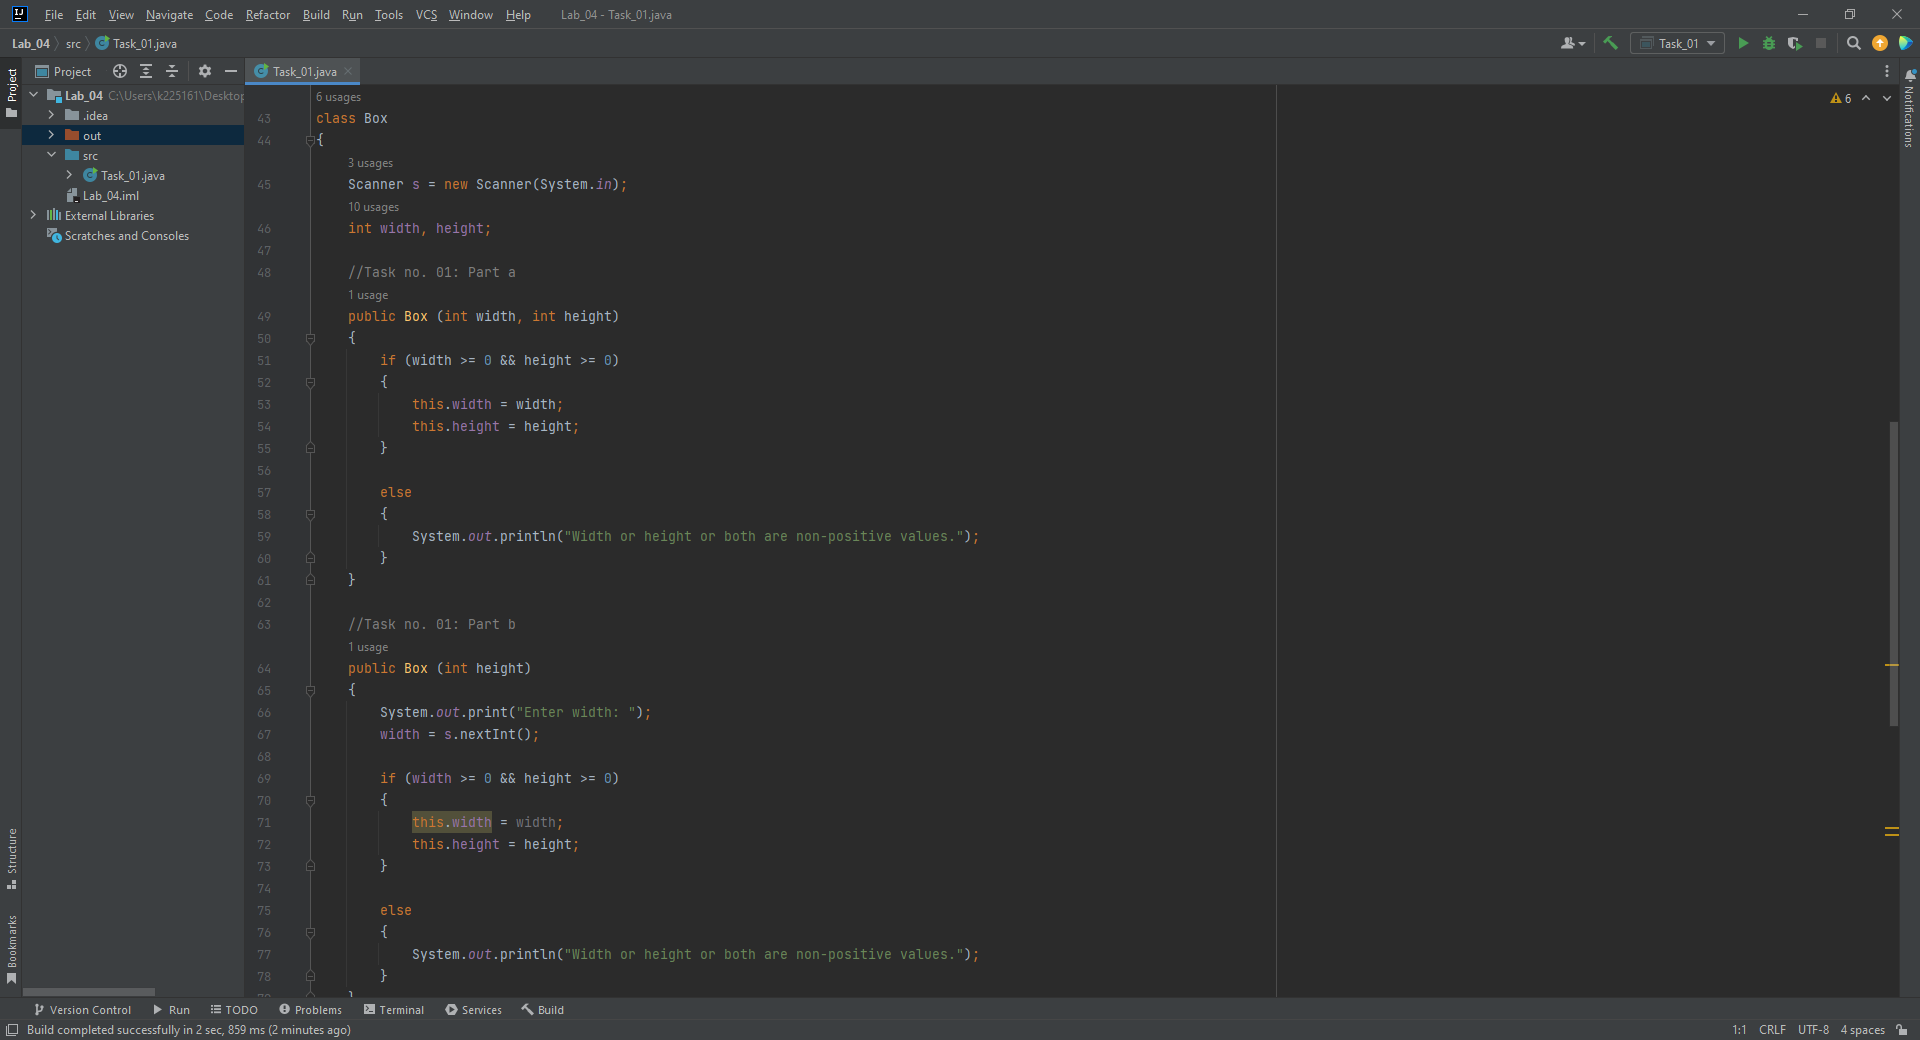 File Edit View Navigate Code Refactor Build Run Tools VCS Window Help Lab_04 - Task_01.java
Lab_04 src Task_01.java Task_01
Project Task_01.java
Project
Lab_04 C:\Users\k225161\Desktop
.idea
out
src
Task_01.java
Lab_04.iml
External Libraries
Scratches and Consoles
Structure
Bookmarks
6 usages
43 class Box
44 {
3 usages
45 Scanner s = new Scanner(System.in);
10 usages
46 int width, height;
47
48 //Task no. 01: Part a
1 usage
49 public Box (int width, int height)
50 {
51 if (width >= 0 && height >= 0)
52 {
53 this.width = width;
54 this.height = height;
55 }
56
57 else
58 {
59 System.out.println("Width or height or both are non-positive values.");
60 }
61 }
62
63 //Task no. 01: Part b
1 usage
64 public Box (int height)
65 {
66 System.out.print("Enter width: ");
67 width = s.nextInt();
68
69 if (width >= 0 && height >= 0)
70 {
71 this.width = width;
72 this.height = height;
73 }
74
75 else
76 {
77 System.out.println("Width or height or both are non-positive values.");
78 }
6
Notifications
Version Control Run TODO Problems Terminal Services Build
Build completed successfully in 2 sec, 859 ms (2 minutes ago) 1:1 CRLF UTF-8 4 spaces